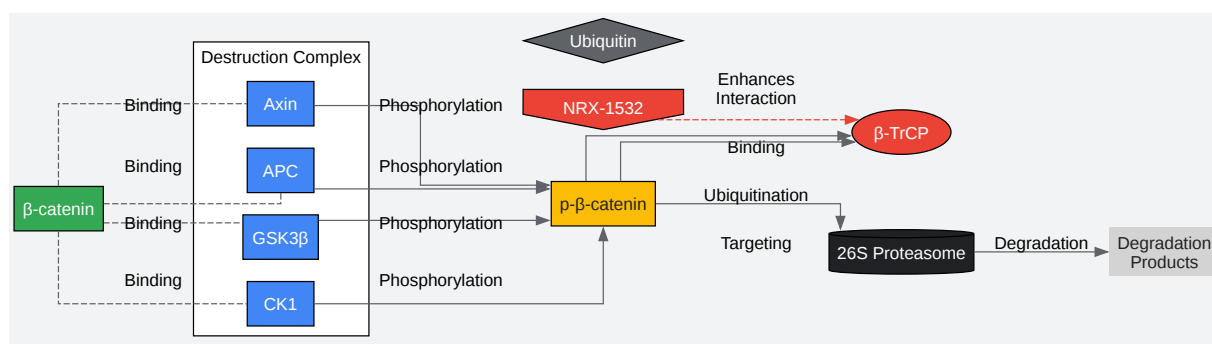 Ubiquitin
Destruction Complex
Enhances
Interaction
Binding
Axin
Phosphorylation
NRX-1532
β-TrCP
Binding
Binding
APC
Phosphorylation
β-catenin
p-β-catenin
Ubiquitination
Binding
GSK3β
Phosphorylation
Targeting
26S Proteasome
Degradation
Degradation
Products
Binding
CK1
Phosphorylation